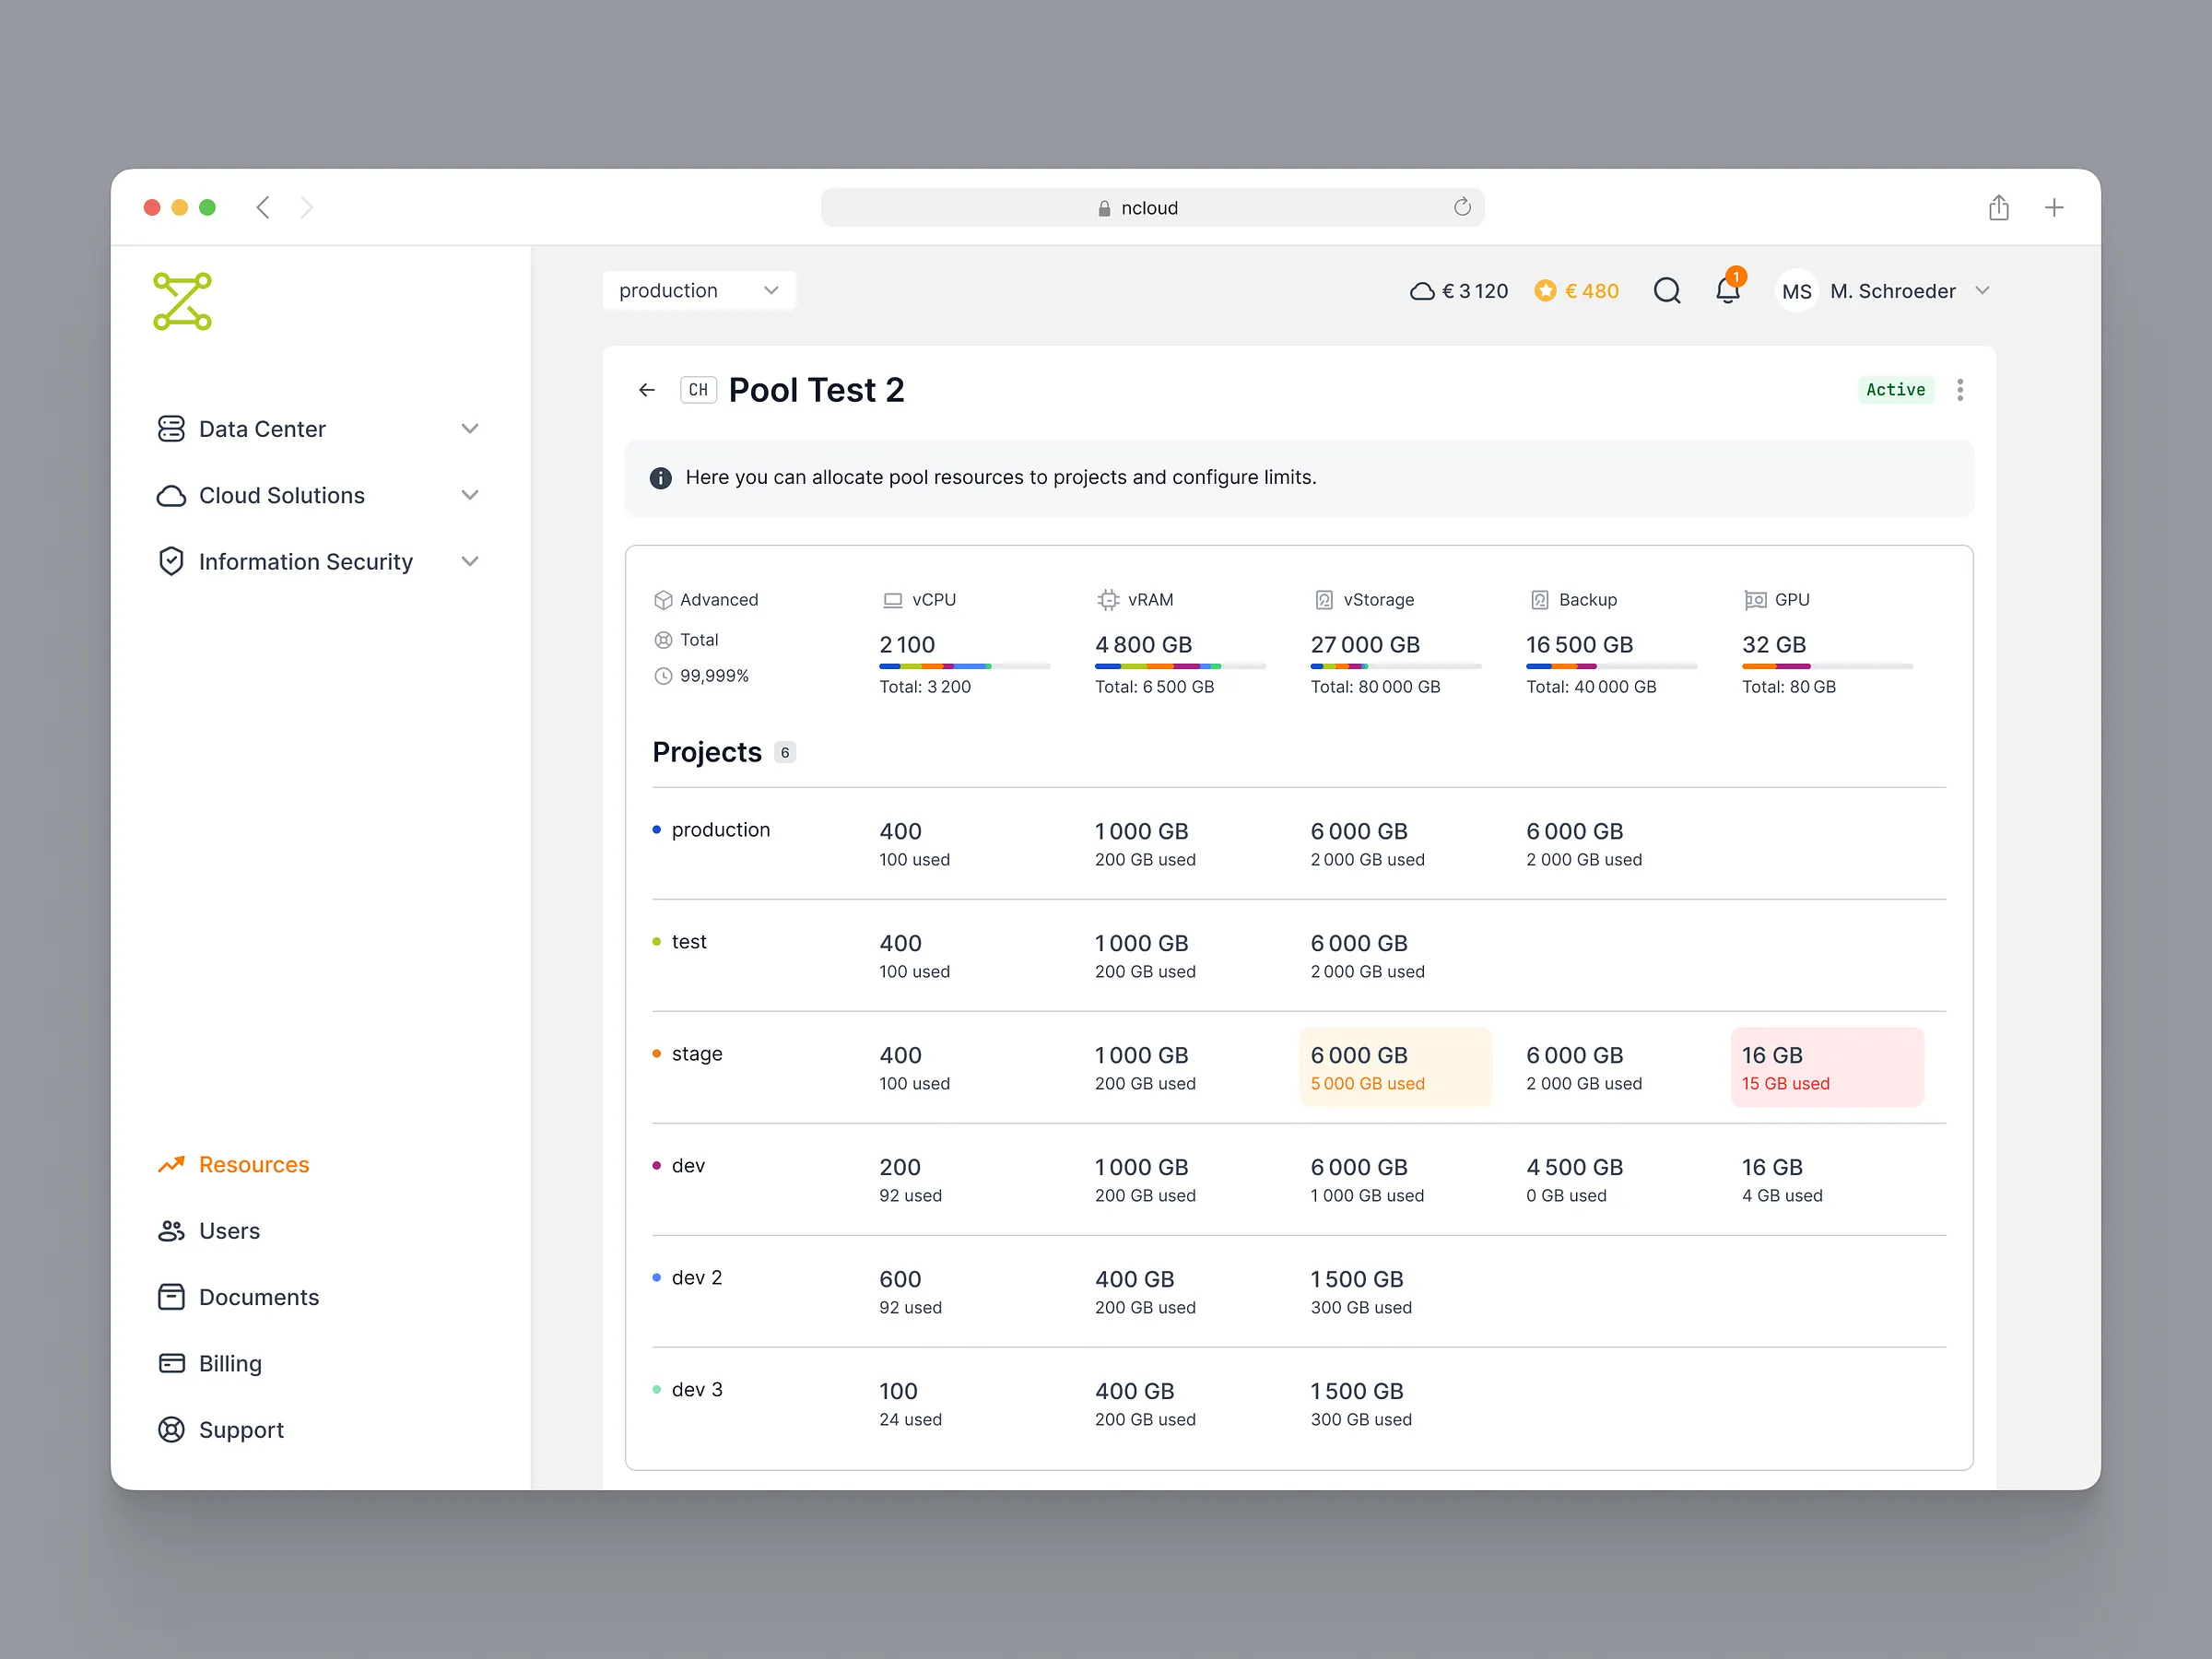 ncloud
production
€ 3 120
€ 480
1
MS
M. Schroeder
CH
Pool Test 2
Active
Data Center
Cloud Solutions
Information Security
Resources
Users
Documents
Billing
Support
Here you can allocate pool resources to projects and configure limits.
Advanced
Total
99,999%
vCPU
2 100
Total: 3 200
vRAM
4 800 GB
Total: 6 500 GB
vStorage
27 000 GB
Total: 80 000 GB
Backup
16 500 GB
Total: 40 000 GB
GPU
32 GB
Total: 80 GB
Projects
6
production
400
100 used
1 000 GB
200 GB used
6 000 GB
2 000 GB used
6 000 GB
2 000 GB used
test
400
100 used
1 000 GB
200 GB used
6 000 GB
2 000 GB used
stage
400
100 used
1 000 GB
200 GB used
6 000 GB
5 000 GB used
6 000 GB
2 000 GB used
16 GB
15 GB used
dev
200
92 used
1 000 GB
200 GB used
6 000 GB
1 000 GB used
4 500 GB
0 GB used
16 GB
4 GB used
dev 2
600
92 used
400 GB
200 GB used
1 500 GB
300 GB used
dev 3
100
24 used
400 GB
200 GB used
1 500 GB
300 GB used